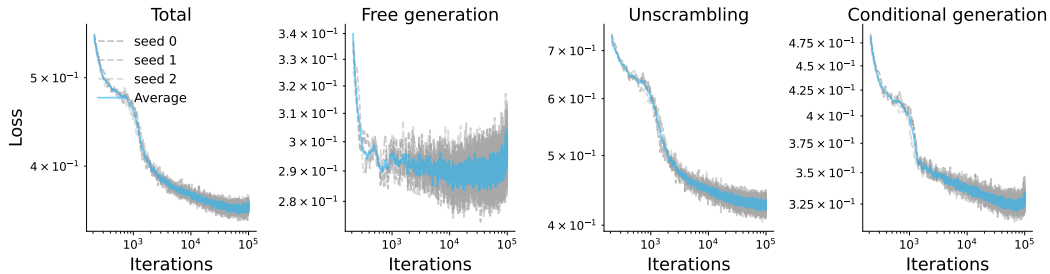 Total
Free generation
Unscrambling
Conditional generation
Loss
seed 0
seed 1
seed 2
Average
5 × 10⁻¹
4 × 10⁻¹
10³
10⁴
10⁵
Iterations
3.4 × 10⁻¹
3.3 × 10⁻¹
3.2 × 10⁻¹
3.1 × 10⁻¹
3 × 10⁻¹
2.9 × 10⁻¹
2.8 × 10⁻¹
10³
10⁴
10⁵
Iterations
7 × 10⁻¹
6 × 10⁻¹
5 × 10⁻¹
4 × 10⁻¹
10³
10⁴
10⁵
Iterations
4.75 × 10⁻¹
4.5 × 10⁻¹
4.25 × 10⁻¹
4 × 10⁻¹
3.75 × 10⁻¹
3.5 × 10⁻¹
3.25 × 10⁻¹
10³
10⁴
10⁵
Iterations